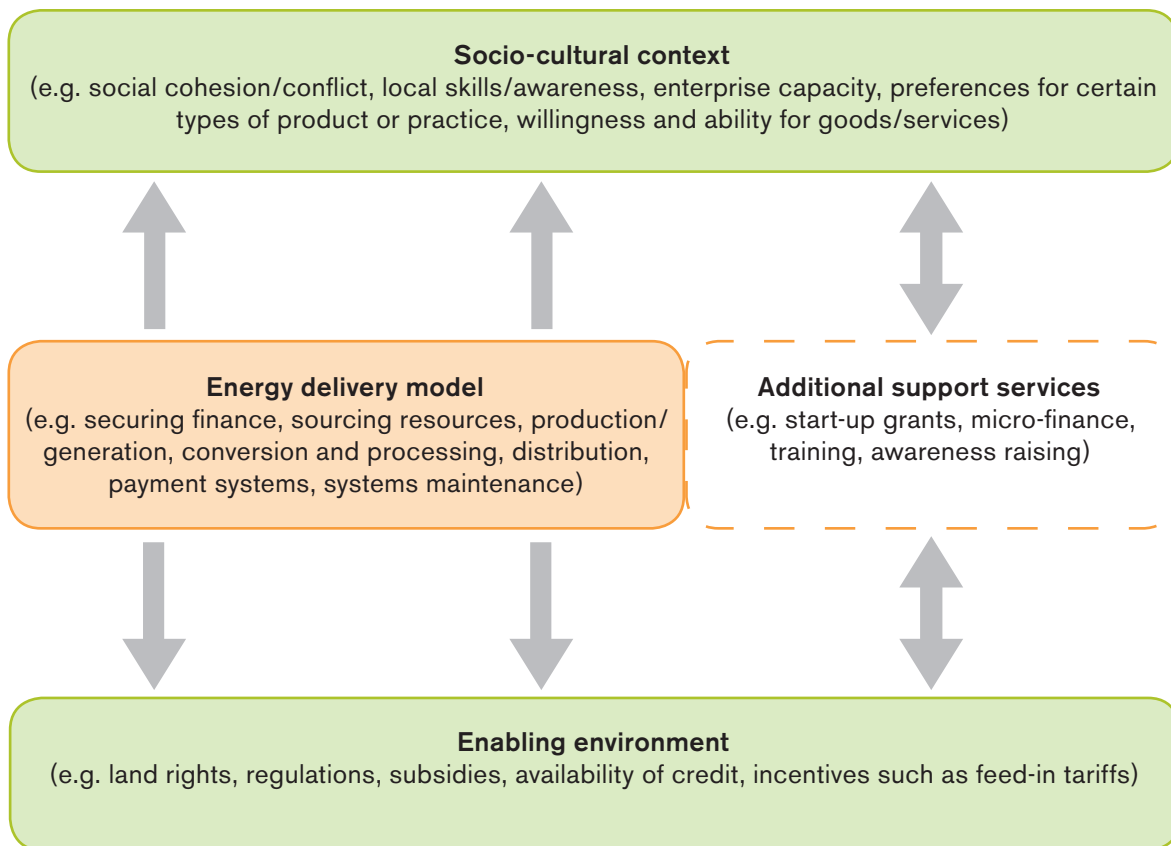 Socio-cultural context
(e.g. social cohesion/conflict, local skills/awareness, enterprise capacity, preferences for certain
types of product or practice, willingness and ability for goods/services)
Energy delivery model
(e.g. securing finance, sourcing resources, production/
generation, conversion and processing, distribution,
payment systems, systems maintenance)
Additional support services
(e.g. start-up grants, micro-finance,
training, awareness raising)
Enabling environment
(e.g. land rights, regulations, subsidies, availability of credit, incentives such as feed-in tariffs)